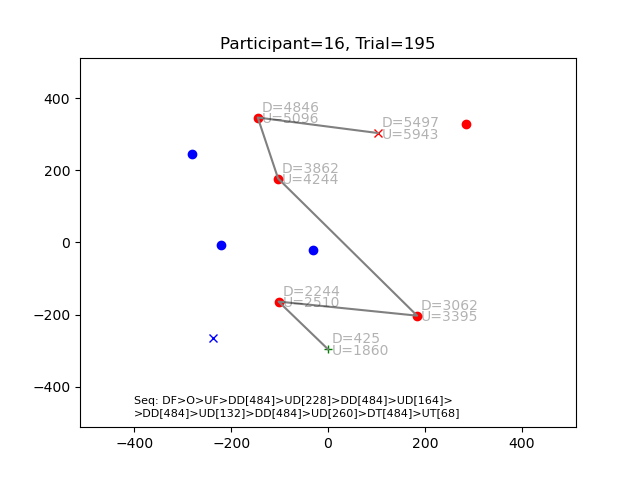 Participant=16, Trial=195
D=4846
U=5096
D=5497
U=5943
D=3862
U=4244
D=2244
U=2510
D=3062
U=3395
D=425
U=1860
Seq: DF>O>UF>DD[484]>UD[228]>DD[484]>UD[164]>
>DD[484]>UD[132]>DD[484]>UD[260]>DT[484]>UT[68]
400
200
0
−200
−400
−400 −200 0 200 400